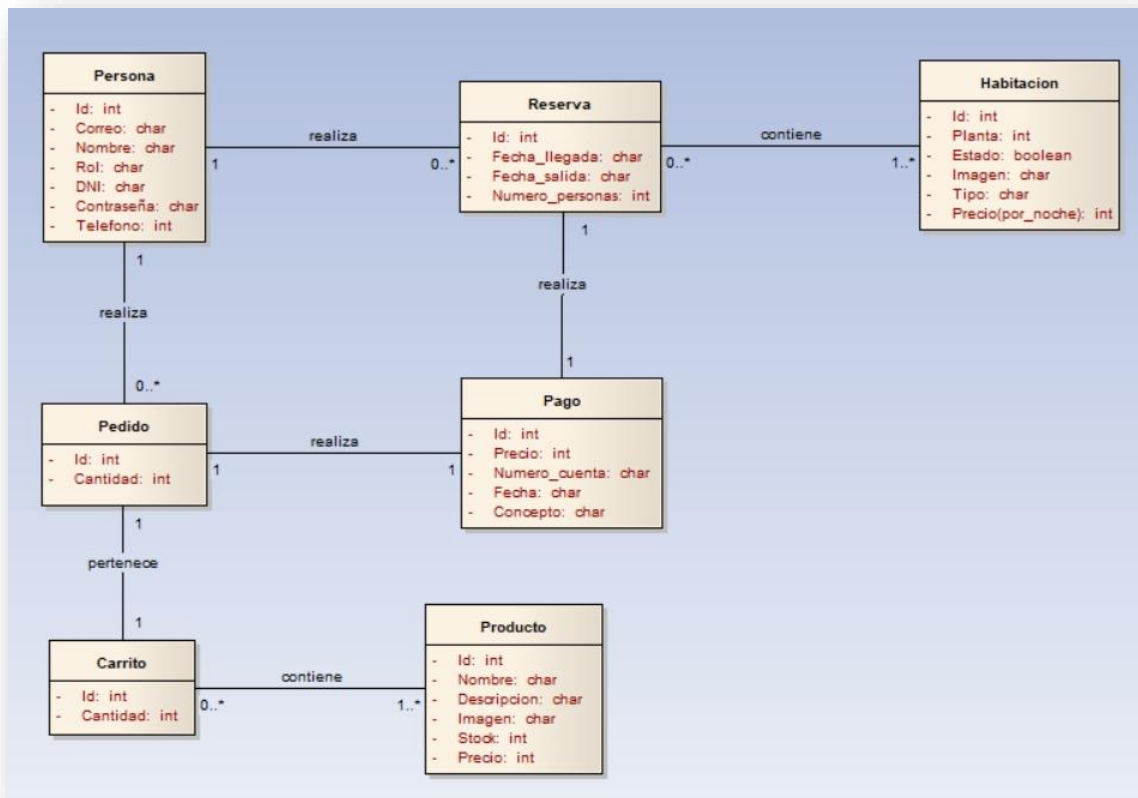 Persona
- Id: int
- Correo: char
- Nombre: char
- Rol: char
- DNI: char
- Contraseña: char
- Telefono: int
realiza
1
0..*
Reserva
- Id: int
- Fecha_llegada: char
- Fecha_salida: char
- Numero_personas: int
contiene
0..*
1..*
Habitacion
- Id: int
- Planta: int
- Estado: boolean
- Imagen: char
- Tipo: char
- Precio(por_noche): int
1
realiza
0..*
1
realiza
1
Pedido
- Id: int
- Cantidad: int
realiza
1
1
Pago
- Id: int
- Precio: int
- Numero_cuenta: char
- Fecha: char
- Concepto: char
1
pertenece
1
Carrito
- Id: int
- Cantidad: int
contiene
0..*
1..*
Producto
- Id: int
- Nombre: char
- Descripcion: char
- Imagen: char
- Stock: int
- Precio: int